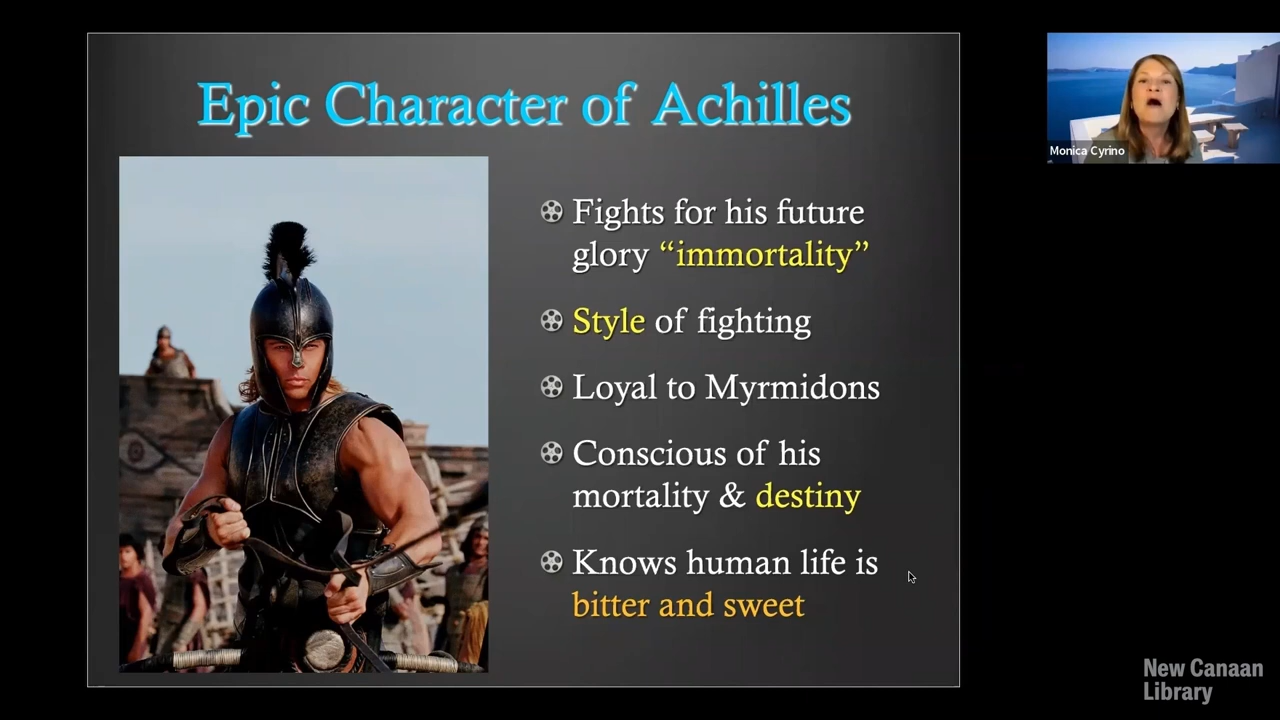 Epic Character of Achilles
Fights for his future
glory “immortality”
Style of fighting
Loyal to Myrmidons
Conscious of his
mortality & destiny
Knows human life is
bitter and sweet
Monica Cyrino
New Canaan
Library